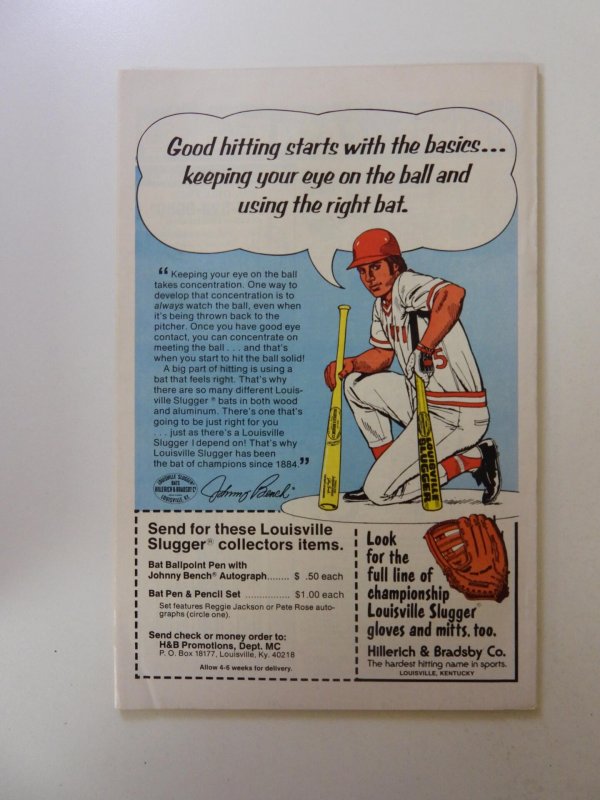 Good hitting starts with the basics...
keeping your eye on the ball and
using the right bat.
“ Keeping your eye on the ball
takes concentration. One way to
develop that concentration is to
always watch the ball, even when
it's being thrown back to the
pitcher. Once you have good eye
contact, you can concentrate on
meeting the ball . . . and that's
when you start to hit the ball solid!
A big part of hitting is using a
bat that feels right. That's why
there are so many different Louis-
ville Slugger® bats in both wood
and aluminum. There's one that's
going to be just right for you
. . . just as there's a Louisville
Slugger I depend on! That's why
Louisville Slugger has been
the bat of champions since 1884.”
LOUISVILLE SLUGGER
BATS
HILLERICH & BRADSBY Co
LOUISVILLE, KY.
Johnny Bench
5
LOUISVILLE
SLUGGER
Send for these Louisville
Slugger® collectors items.
Bat Ballpoint Pen with
Johnny Bench® Autograph........ $ .50 each
Bat Pen & Pencil Set ............... $1.00 each
Set features Reggie Jackson or Pete Rose auto-
graphs (circle one).
Send check or money order to:
H&B Promotions, Dept. MC
P. O. Box 18177, Louisville, Ky. 40218
Allow 4-6 weeks for delivery.
Look
for the
full line of
championship
Louisville Slugger®
gloves and mitts, too.
Hillerich & Bradsby Co.
The hardest hitting name in sports.
LOUISVILLE, KENTUCKY